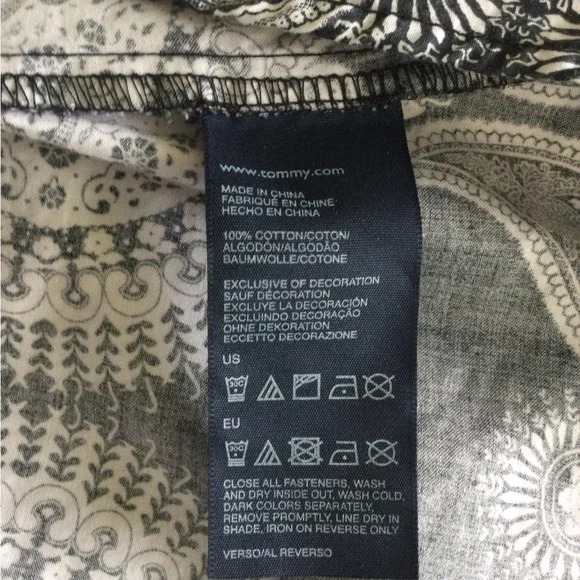 www.tommy.com
MADE IN CHINA
FABRIQUÉ EN CHINE
HECHO EN CHINA
100% COTTON/COTON/
ALGODÓN/ALGODÃO
BAUMWOLLE/COTONE
EXCLUSIVE OF DECORATION
SAUF DÉCORATION
EXCLUYE LA DECORACIÓN
EXCLUINDO DECORAÇÃO
OHNE DEKORATION
ECCETTO DECORAZIONE
US
30C
EU
30C
CLOSE ALL FASTENERS, WASH
AND DRY INSIDE OUT, WASH COLD,
DARK COLORS SEPARATELY,
REMOVE PROMPTLY, LINE DRY IN
SHADE, IRON ON REVERSE ONLY
VERSO/AL REVERSO